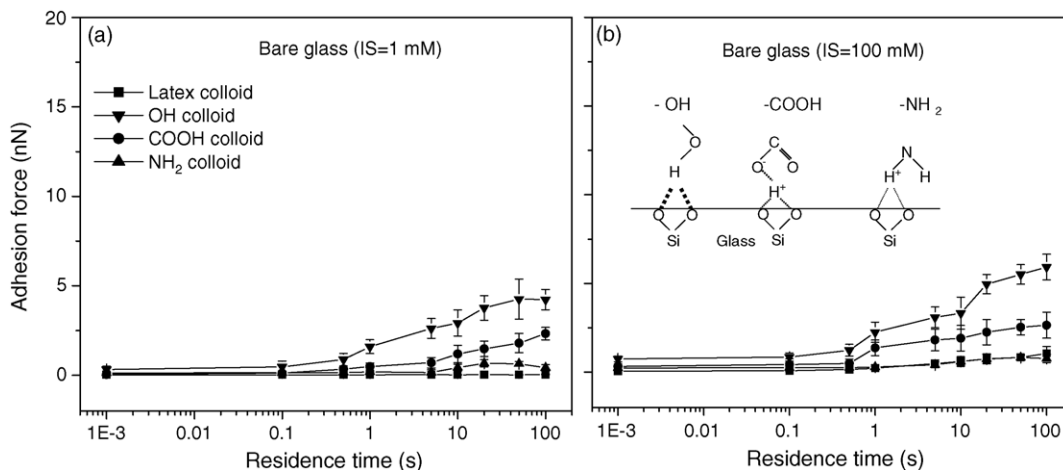 (a)
Bare glass (IS=1 mM)
Latex colloid
OH colloid
COOH colloid
NH₂ colloid
20
15
10
5
0
Adhesion force (nN)
1E-3 0.01 0.1 1 10 100
Residence time (s)
(b)
Bare glass (IS=100 mM)
- OH -COOH -NH ₂
O C N
H O⁻ O H⁺ H
H⁺
O O O O O O
Si Glass Si Si
1E-3 0.01 0.1 1 10 100
Residence time (s)